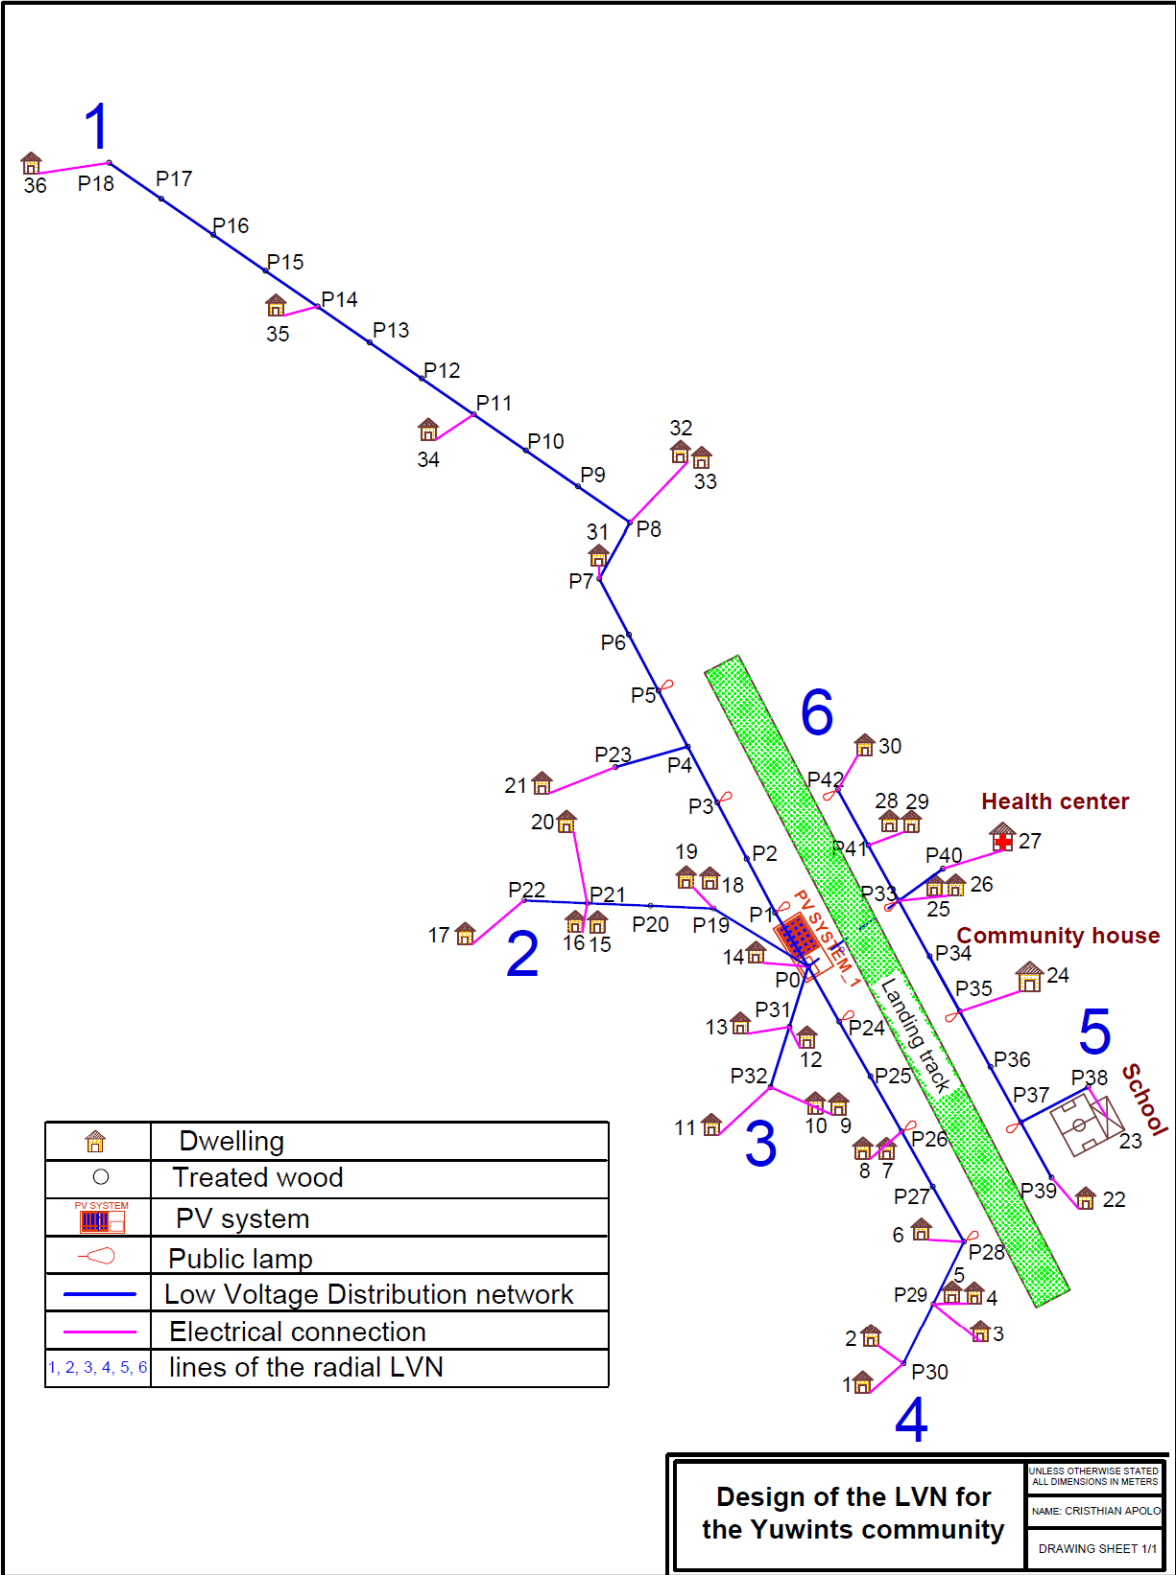 1
36
P18
P17
P16
P15
P14
35
P13
P12
P11
34
P10
P9
32
33
P8
31
P7
P6
P5
6
P4
P23
21
P3
20
P42
30
28
29
Health center
P41
P40
27
P2
19
18
P22
P21
P20
P19
P1
P33
25
26
17
2
16
15
PV SYSTEM_1
14
P0
Community house
P34
24
P35
Landing track
13
P31
12
P24
5
P36
P25
P32
P37
P38
School
23
11
3
10
9
P26
8
7
P27
P39
22
6
P28
5
P29
4
3
2
1
P30
4
Dwelling
Treated wood
PV SYSTEM
PV system
Public lamp
Low Voltage Distribution network
Electrical connection
1, 2, 3, 4, 5, 6
lines of the radial LVN
Design of the LVN for
the Yuwints community
UNLESS OTHERWISE STATED
ALL DIMENSIONS IN METERS
NAME: CRISTHIAN APOLO
DRAWING SHEET 1/1